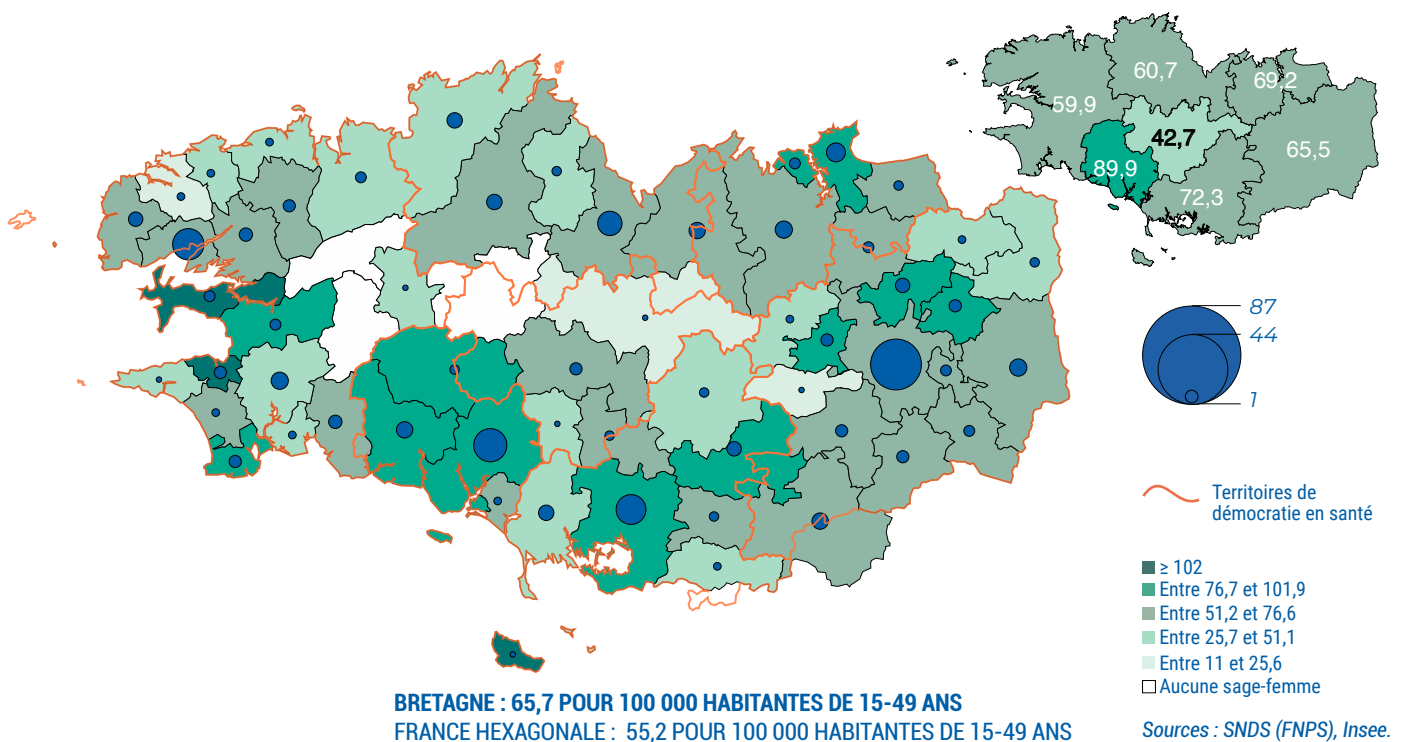 60,7
69,2
59,9
42,7
65,5
89,9
72,3
87
44
1
Territoires de
démocratie en santé
≥ 102
Entre 76,7 et 101,9
Entre 51,2 et 76,6
Entre 25,7 et 51,1
Entre 11 et 25,6
Aucune sage-femme
BRETAGNE : 65,7 POUR 100 000 HABITANTES DE 15-49 ANS
FRANCE HEXAGONALE : 55,2 POUR 100 000 HABITANTES DE 15-49 ANS
Sources : SNDS (FNPS), Insee.